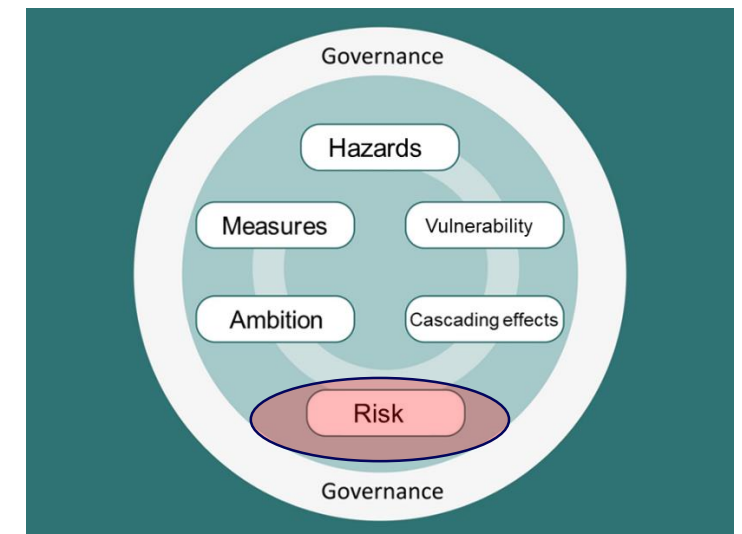 Governance
Hazards
Measures
Vulnerability
Ambition
Cascading effects
Risk
Governance